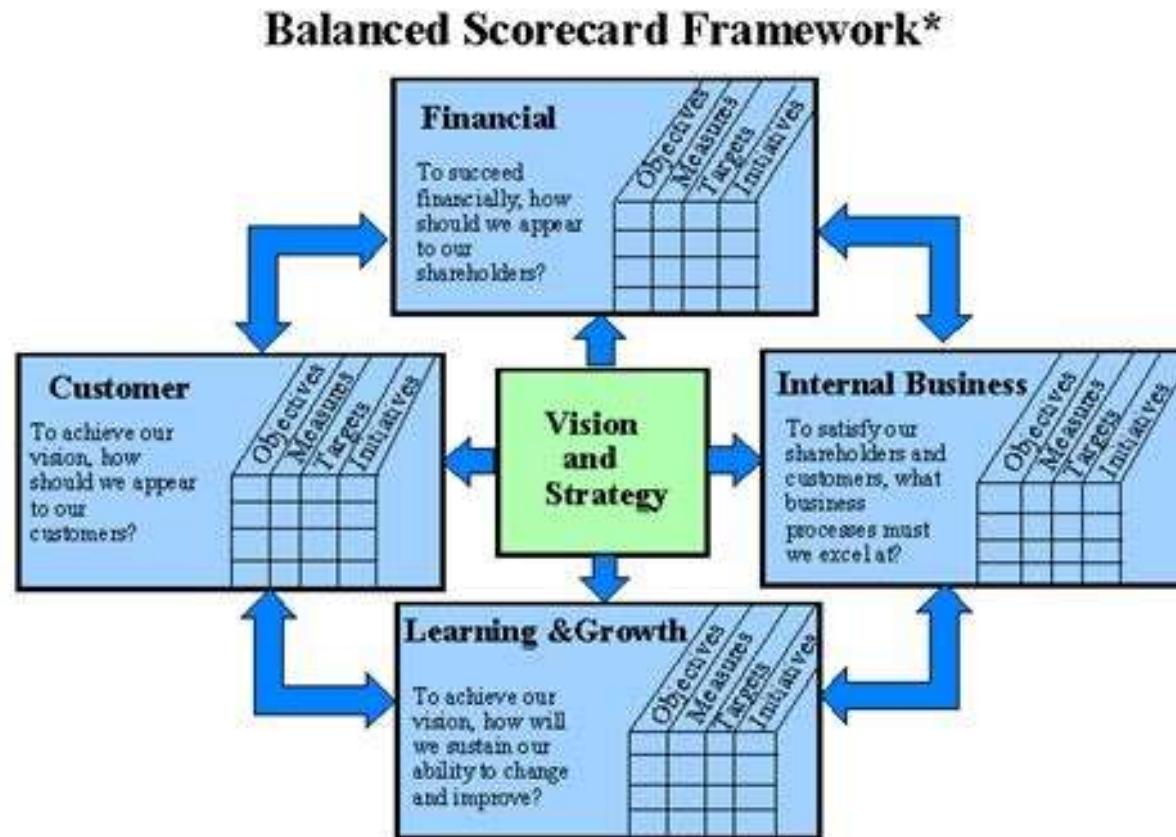 Balanced Scorecard Framework*
Financial
To succeed
financially, how
should we appear
to our
shareholders?
Objectives
Measures
Targets
Initiatives
Customer
To achieve our
vision, how
should we appear
to our
customers?
Objectives
Measures
Targets
Initiatives
Vision
and
Strategy
Internal Business
To satisfy our
shareholders and
customers, what
business
processes must
we excel at?
Objectives
Measures
Targets
Initiatives
Learning &Growth
To achieve our
vision, how will
we sustain our
ability to change
and improve?
Objectives
Measures
Targets
Initiatives